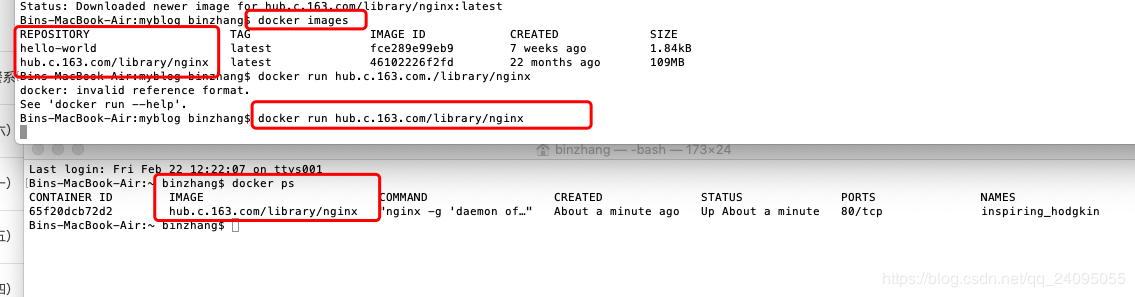 Status: Downloaded newer image for hub.c.163.com/library/nginx:latest
Bins-MacBook-Air:myblog binzhang$ docker images
REPOSITORY TAG IMAGE ID CREATED SIZE
hello-world latest fce289e99eb9 7 weeks ago 1.84kB
hub.c.163.com/library/nginx latest 46102226f2fd 22 months ago 109MB
Bins-MacBook-Air:myblog binzhang$ docker run hub.c.163.com./library/nginx
docker: invalid reference format.
See 'docker run --help'.
Bins-MacBook-Air:myblog binzhang$ docker run hub.c.163.com/library/nginx
六)
一)
五)
四)
binzhang — -bash — 173×24
Last login: Fri Feb 22 12:22:07 on ttys001
[Bins-MacBook-Air:~ binzhang$ docker ps
CONTAINER ID IMAGE COMMAND CREATED STATUS PORTS NAMES
65f20dcb72d2 hub.c.163.com/library/nginx "nginx -g 'daemon of…" About a minute ago Up About a minute 80/tcp inspiring_hodgkin
Bins-MacBook-Air:~ binzhang$
https://blog.csdn.net/qq_24095055